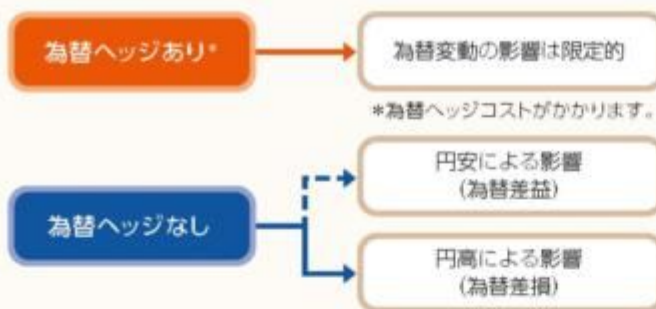 為替ヘッジあり*
為替変動の影響は限定的
*為替ヘッジコストがかかります。
為替ヘッジなし
円安による影響
(為替差益)
円高による影響
(為替差損)